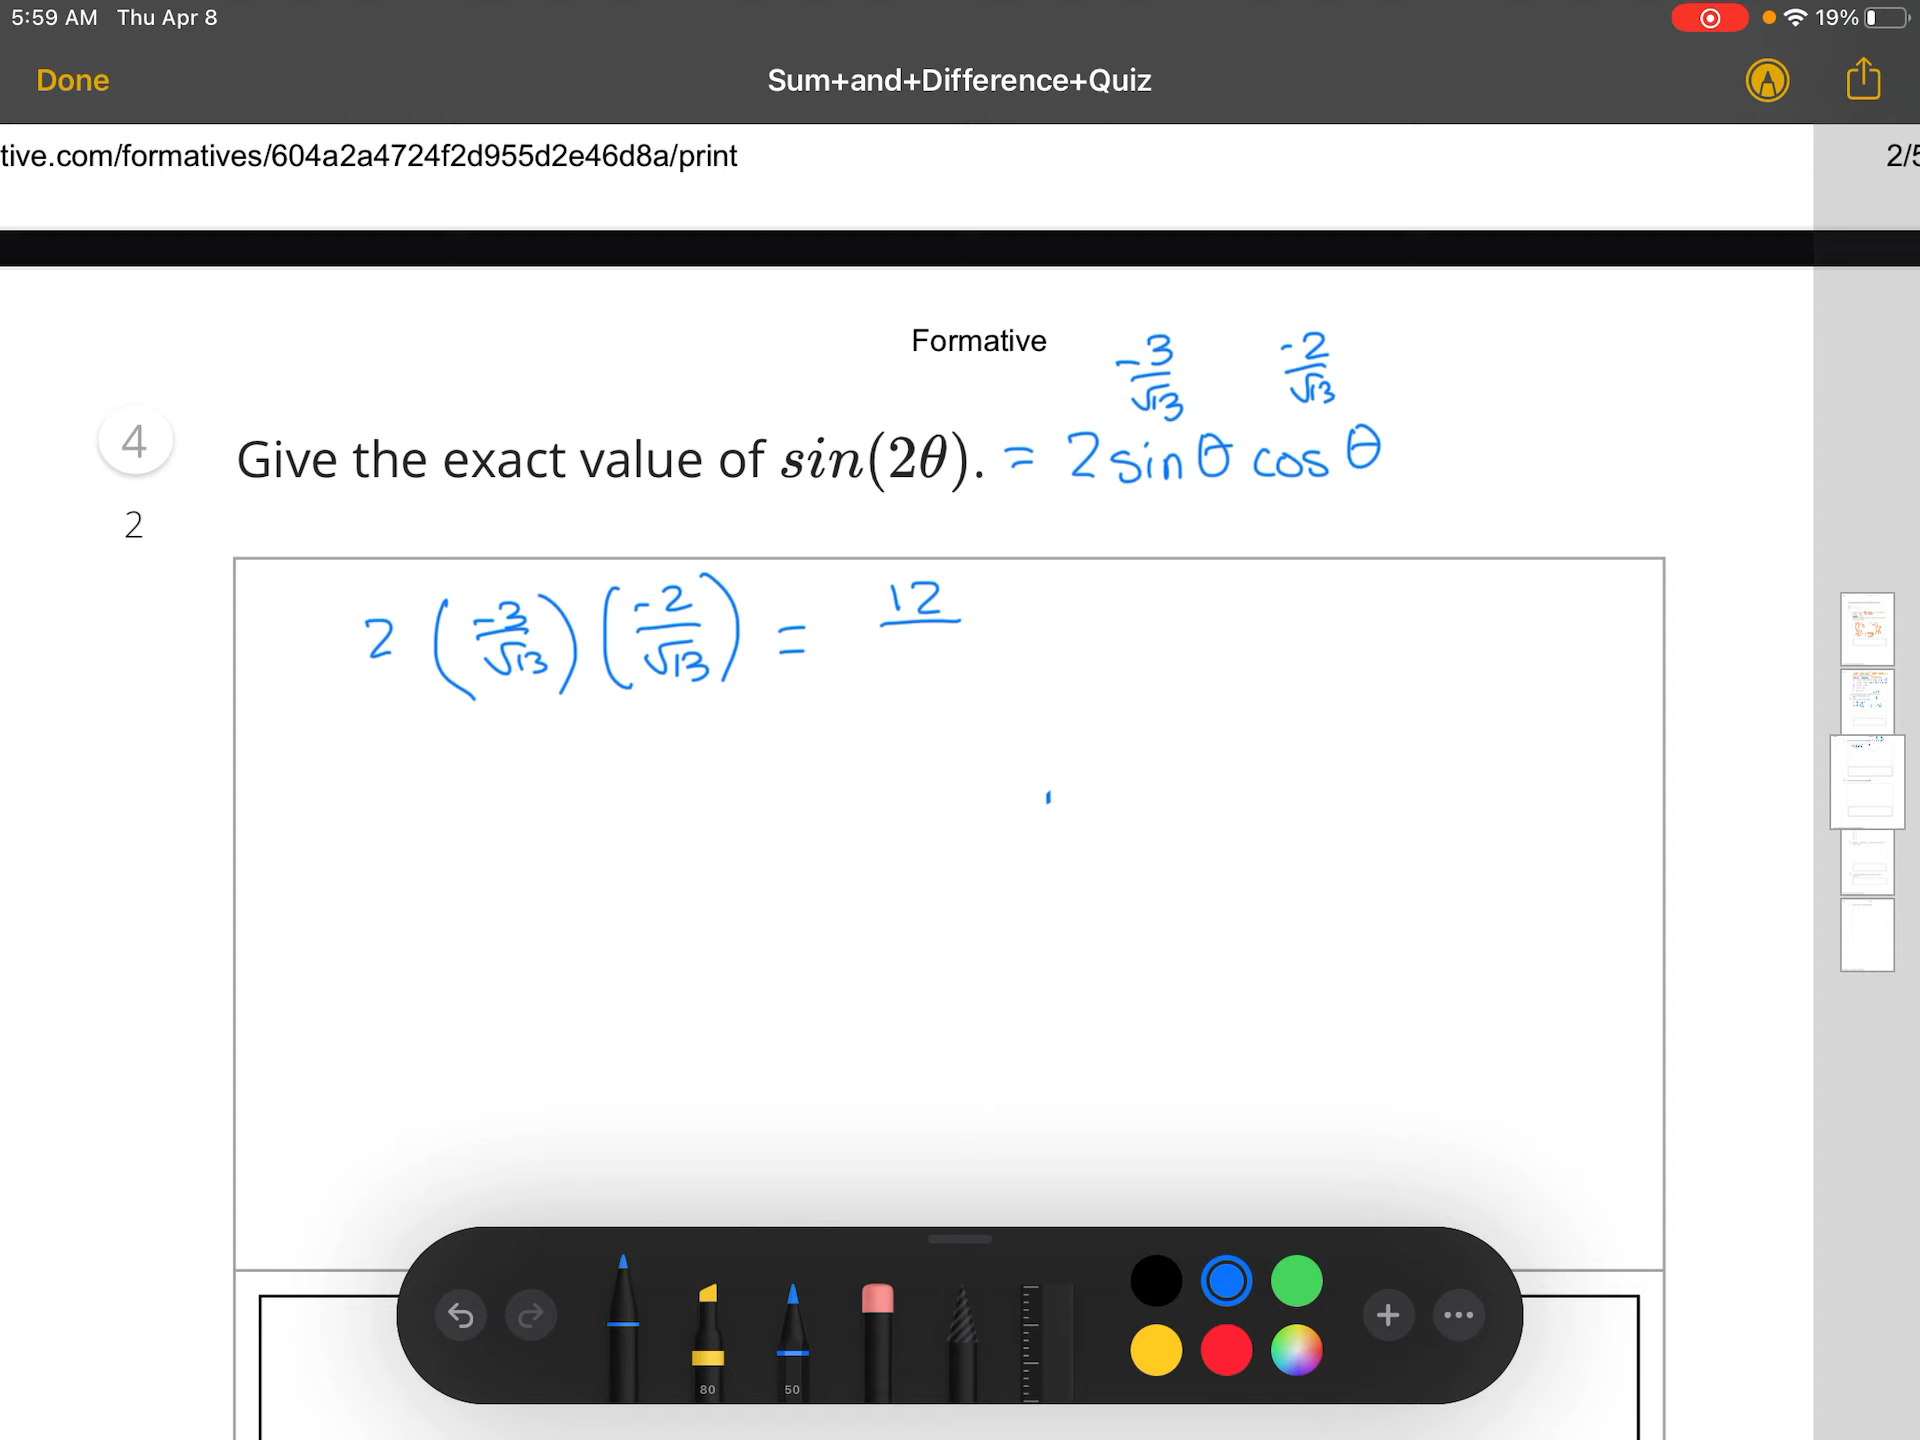 5:59 AM Thu Apr 8 19%
Done Sum+and+Difference+Quiz
tive.com/formatives/604a2a4724f2d955d2e46d8a/print 2/5
Formative -3/√13 -2/√13
4 Give the exact value of sin(2θ). = 2 sin θ cos θ
2
2 (-3/√13) (-2/√13) = 12
80 50